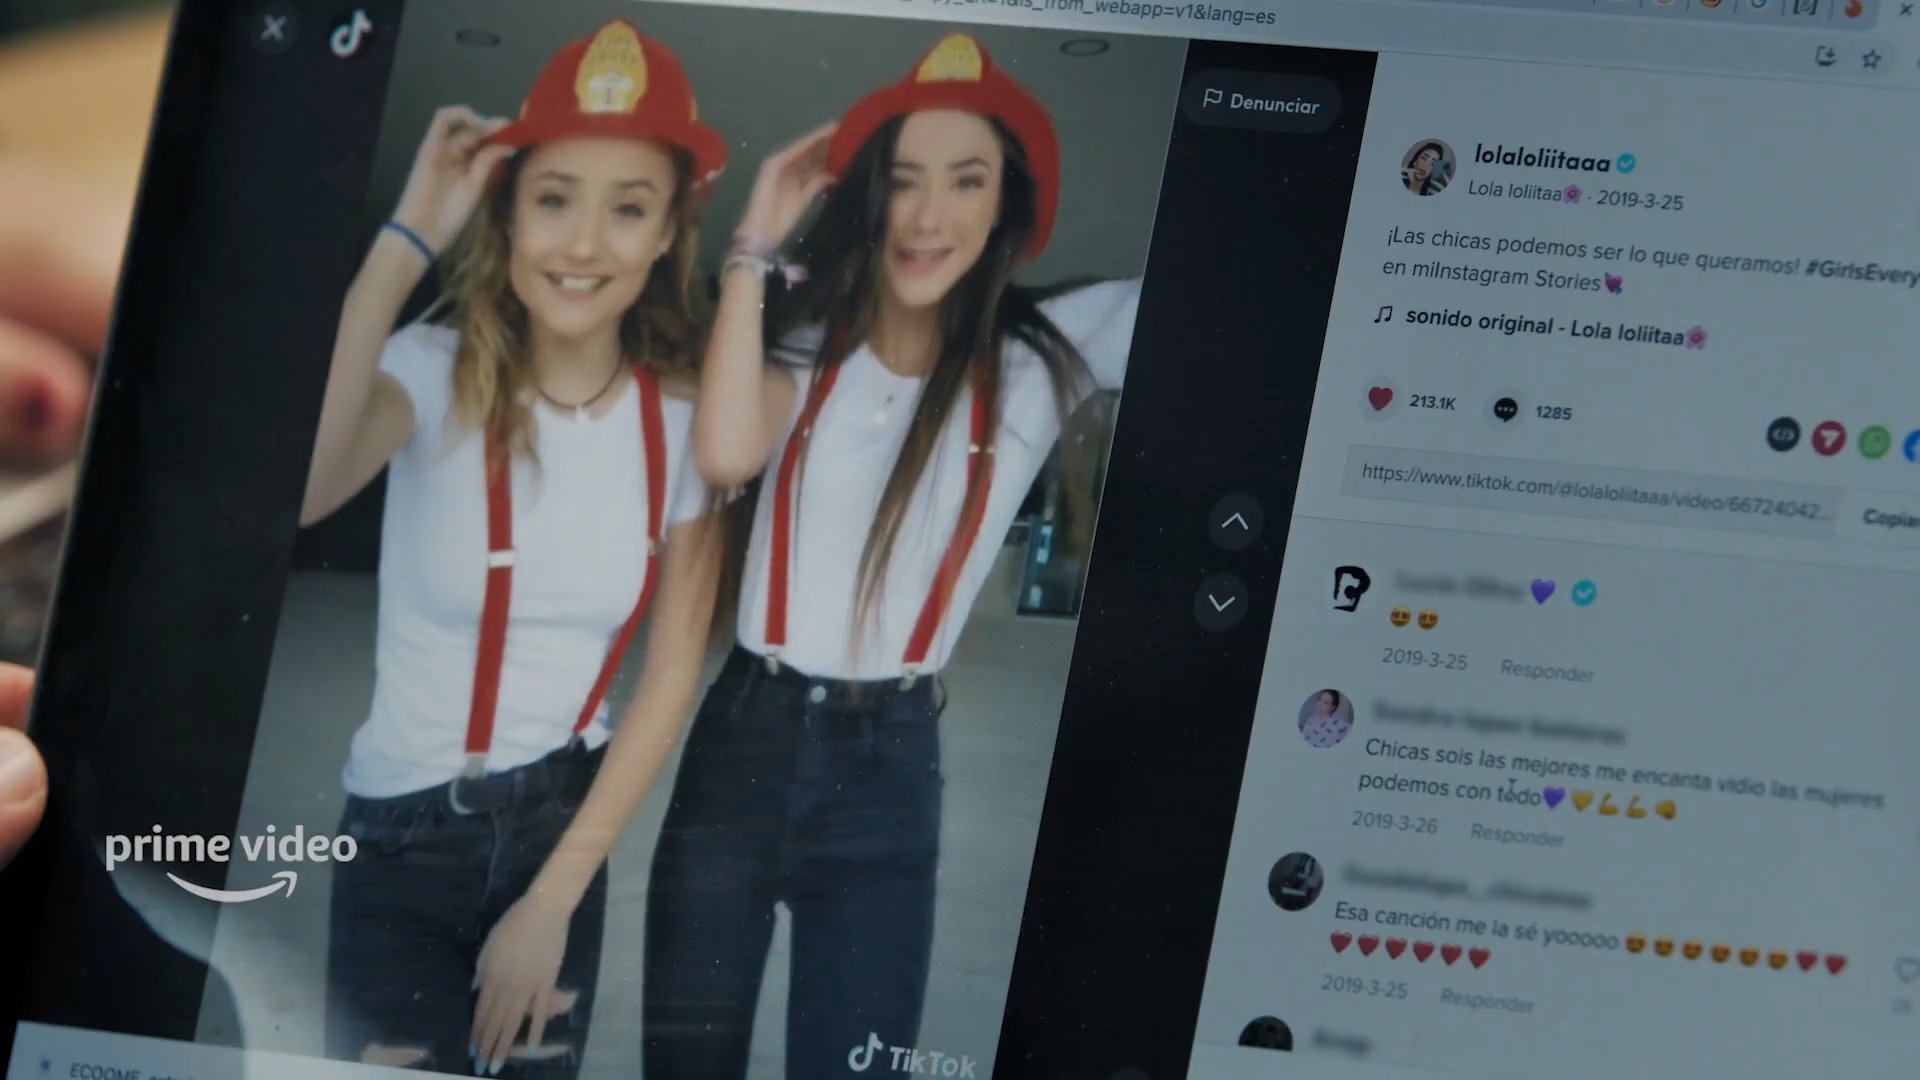 is_from_webapp=v1&lang=es
Denunciar
lolaloliitaaa
Lola loliitaa🌸 · 2019-3-25
¡Las chicas podemos ser lo que queramos! #GirlsEvery
en miInstagram Stories💘
sonido original - Lola loliitaa🌸
213.1K 1285
https://www.tiktok.com/@lolaloliitaaa/video/66724042...
Copiar
💜
😍😍
2019-3-25 Responder
Chicas sois las mejores me encanta vidio las mujeres
podemos con todo💜💛💪💪👊
2019-3-26 Responder
Esa canción me la sé yooooo 😍😍😍😍😍😍❤️❤️
❤️❤️❤️❤️❤️❤️
2019-3-25 Responder
prime video
TikTok